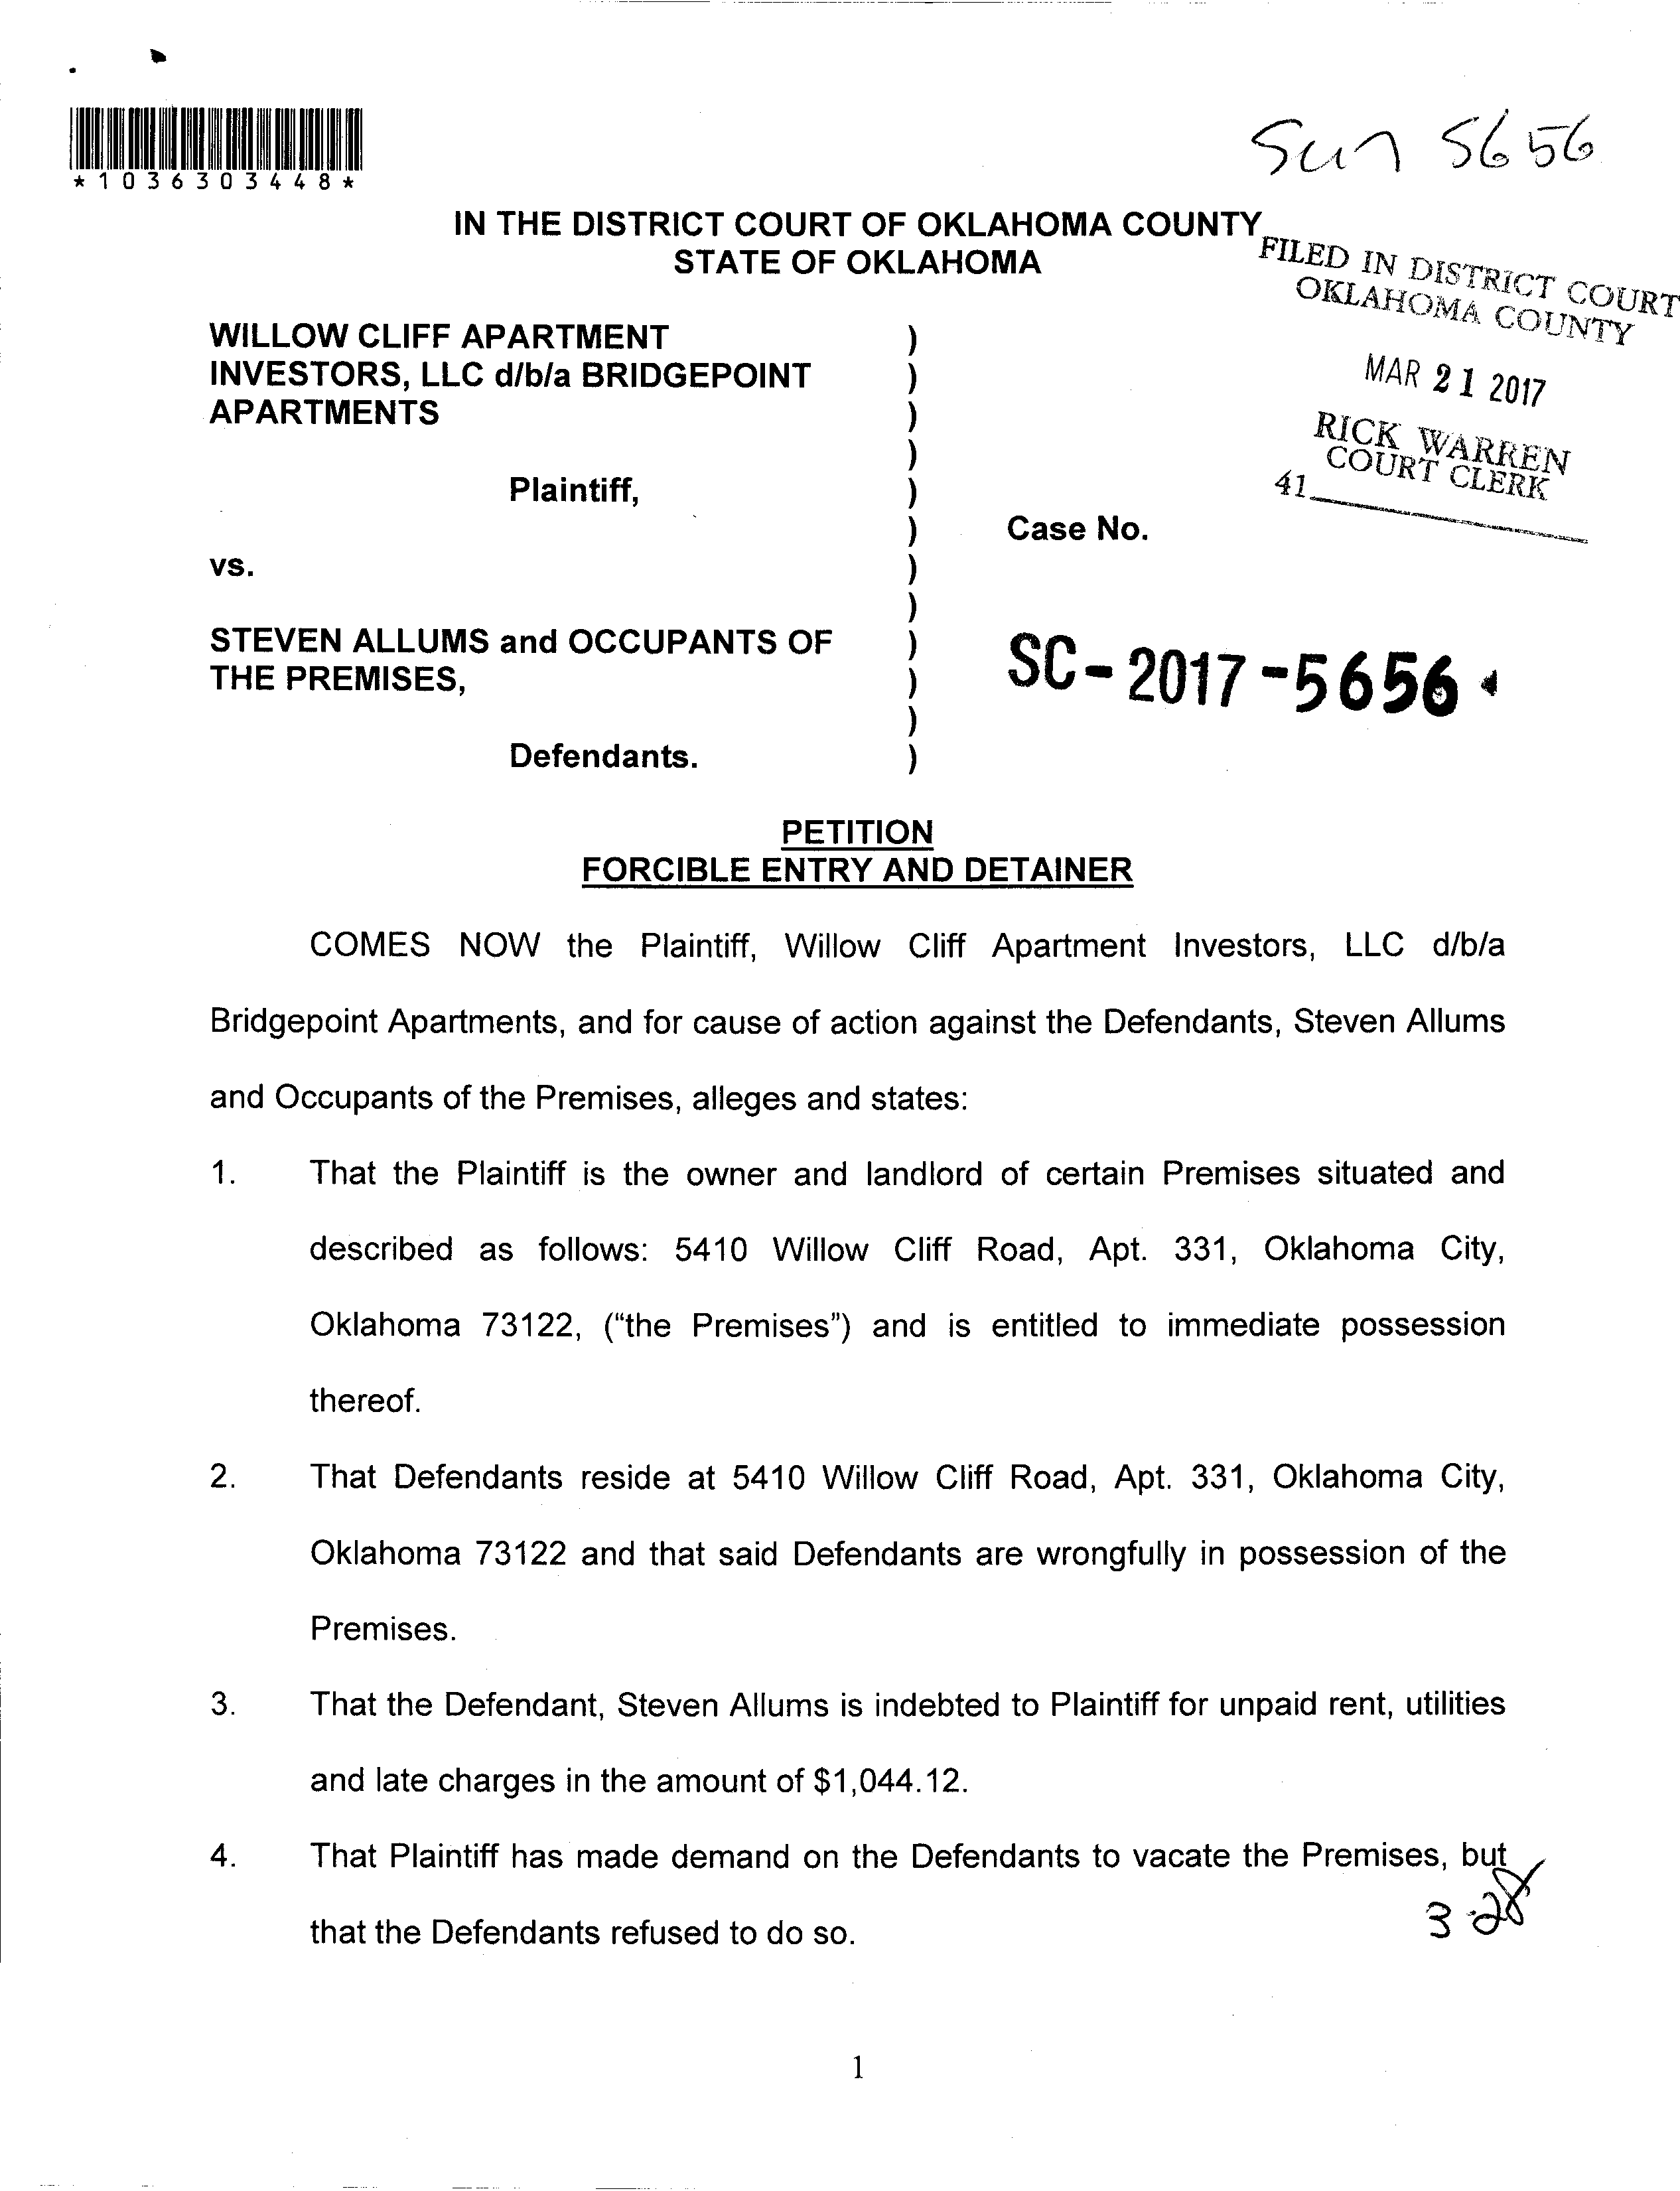 *1036303448*
Sun 5656
IN THE DISTRICT COURT OF OKLAHOMA COUNTY
STATE OF OKLAHOMA
FILED IN DISTRICT COURT
OKLAHOMA COUNTY
MAR 21 2017
RICK WARREN
COURT CLERK
41
WILLOW CLIFF APARTMENT )
INVESTORS, LLC d/b/a BRIDGEPOINT )
APARTMENTS )
)
Plaintiff, )
) Case No.
vs. )
)
STEVEN ALLUMS and OCCUPANTS OF )
THE PREMISES, )
SC-2017-5656
)
Defendants. )
PETITION
FORCIBLE ENTRY AND DETAINER
COMES NOW the Plaintiff, Willow Cliff Apartment Investors, LLC d/b/a
Bridgepoint Apartments, and for cause of action against the Defendants, Steven Allums
and Occupants of the Premises, alleges and states:
1. That the Plaintiff is the owner and landlord of certain Premises situated and
described as follows: 5410 Willow Cliff Road, Apt. 331, Oklahoma City,
Oklahoma 73122, (“the Premises”) and is entitled to immediate possession
thereof.
2. That Defendants reside at 5410 Willow Cliff Road, Apt. 331, Oklahoma City,
Oklahoma 73122 and that said Defendants are wrongfully in possession of the
Premises.
3. That the Defendant, Steven Allums is indebted to Plaintiff for unpaid rent, utilities
and late charges in the amount of $1,044.12.
4. That Plaintiff has made demand on the Defendants to vacate the Premises, but
that the Defendants refused to do so.
3-28
1